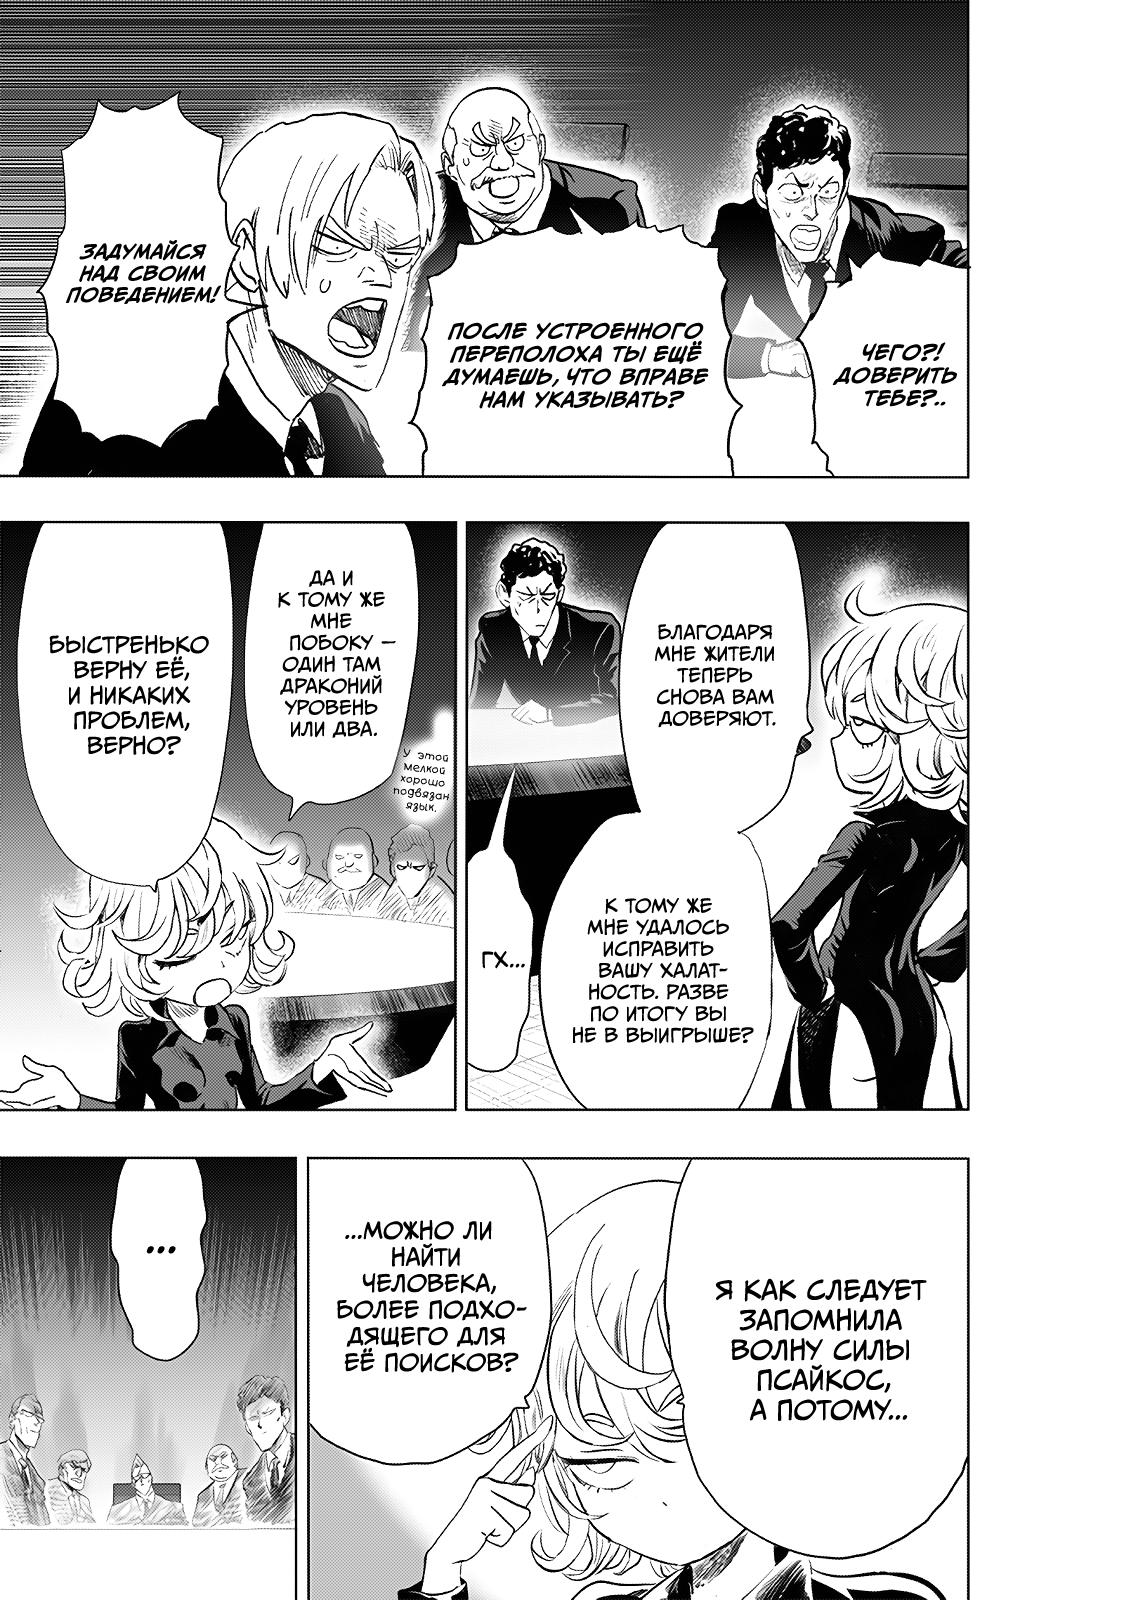 ЧЕГО?!
ДОВЕРИТЬ
ТЕБЕ?..
ПОСЛЕ УСТРОЕННОГО
ПЕРЕПОЛОХА ТЫ ЕЩЁ
ДУМАЕШЬ, ЧТО ВПРАВЕ
НАМ УКАЗЫВАТЬ?
ЗАДУМАЙСЯ
НАД СВОИМ
ПОВЕДЕНИЕМ!
БЛАГОДАРЯ
МНЕ ЖИТЕЛИ
ТЕПЕРЬ
СНОВА ВАМ
ДОВЕРЯЮТ.
К ТОМУ ЖЕ
МНЕ УДАЛОСЬ
ИСПРАВИТЬ
ВАШУ ХАЛАТ-
НОСТЬ. РАЗВЕ
ПО ИТОГУ ВЫ
НЕ В ВЫИГРЫШЕ?
ГХ...
ДА И
К ТОМУ ЖЕ
МНЕ
ПОБОКУ –
ОДИН ТАМ
ДРАКОНИЙ
УРОВЕНЬ
ИЛИ ДВА.
У этой
мелкой
хорошо
подвязан
язык.
БЫСТРЕНЬКО
ВЕРНУ ЕЁ,
И НИКАКИХ
ПРОБЛЕМ,
ВЕРНО?
Я КАК СЛЕДУЕТ
ЗАПОМНИЛА
ВОЛНУ СИЛЫ
ПСАЙКОС,
А ПОТОМУ...
...МОЖНО ЛИ
НАЙТИ
ЧЕЛОВЕКА,
БОЛЕЕ ПОДХО-
ДЯЩЕГО ДЛЯ
ЕЁ ПОИСКОВ?
...